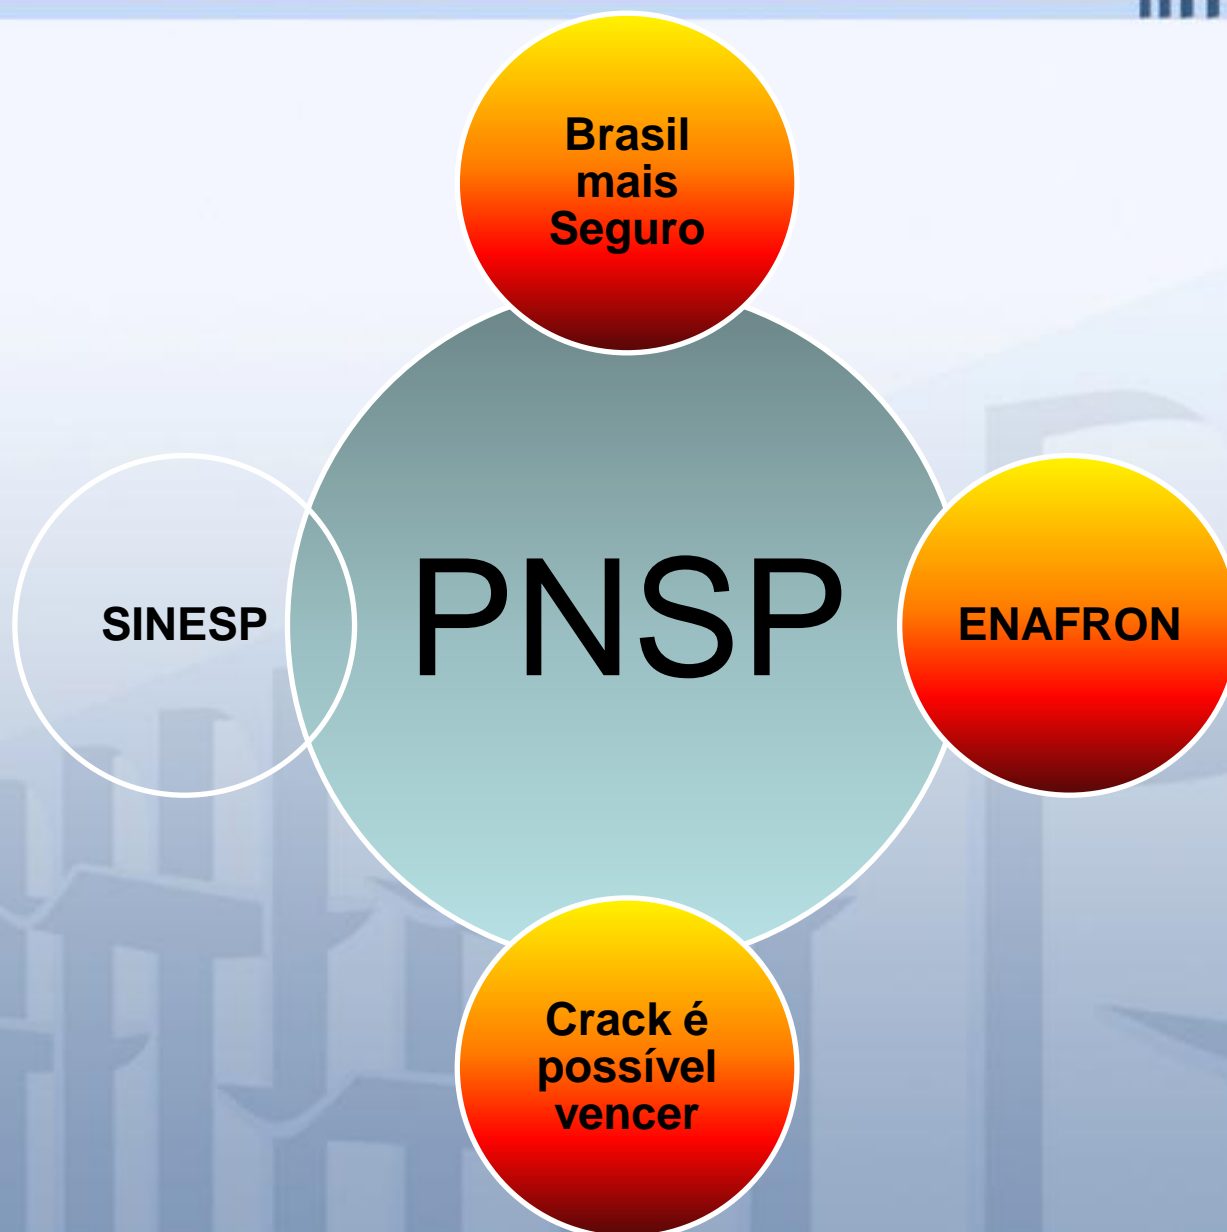 Brasil
mais
Seguro
SINESP
PNSP
ENAFRON
Crack é
possível
vencer